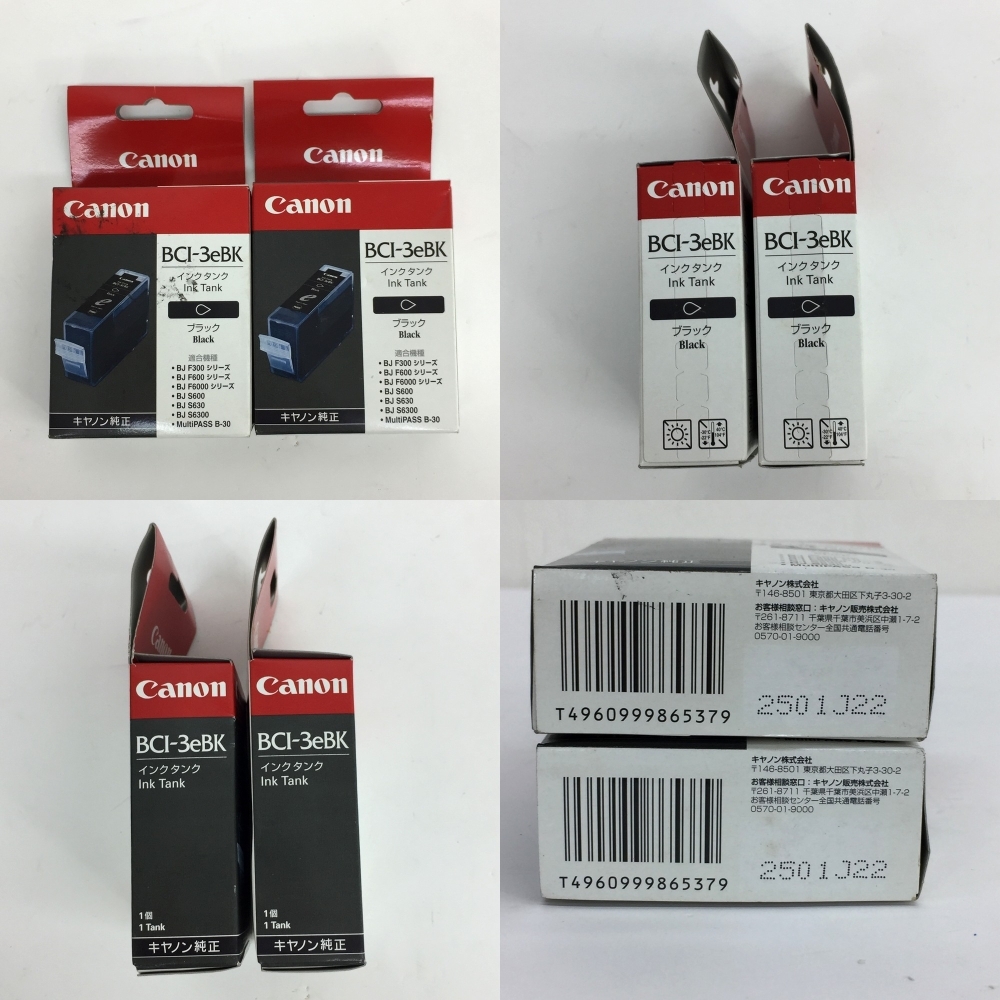 Canon
Canon
BCI-3eBK
インクタンク
Ink Tank
ブラック
Black
適合機種
• BJ F300 シリーズ
• BJ F600 シリーズ
• BJ F6000 シリーズ
• BJ S600
• BJ S630
• BJ S6300
• MultiPASS B-30
キヤノン純正
Canon
Canon
BCI-3eBK
インクタンク
Ink Tank
ブラック
Black
適合機種
• BJ F300 シリーズ
• BJ F600 シリーズ
• BJ F6000 シリーズ
• BJ S600
• BJ S630
• BJ S6300
• MultiPASS B-30
キヤノン純正
Canon
BCI-3eBK
インクタンク
Ink Tank
ブラック
Black
Canon
BCI-3eBK
インクタンク
Ink Tank
ブラック
Black
Canon
Canon
BCI-3eBK
インクタンク
Ink Tank
1個
1 Tank
キヤノン純正
Canon
BCI-3eBK
インクタンク
Ink Tank
1個
1 Tank
キヤノン純正
キヤノン株式会社
〒146-8501 東京都大田区下丸子3-30-2
お客様相談窓口：キヤノン販売株式会社
〒261-8711 千葉県千葉市美浜区中瀬1-7-2
お客様相談センター全国共通電話番号
0570-01-9000
T4960999865379
2501J22
キヤノン株式会社
〒146-8501 東京都大田区下丸子3-30-2
お客様相談窓口：キヤノン販売株式会社
〒261-8711 千葉県千葉市美浜区中瀬1-7-2
お客様相談センター全国共通電話番号
0570-01-9000
T4960999865379
2501J22